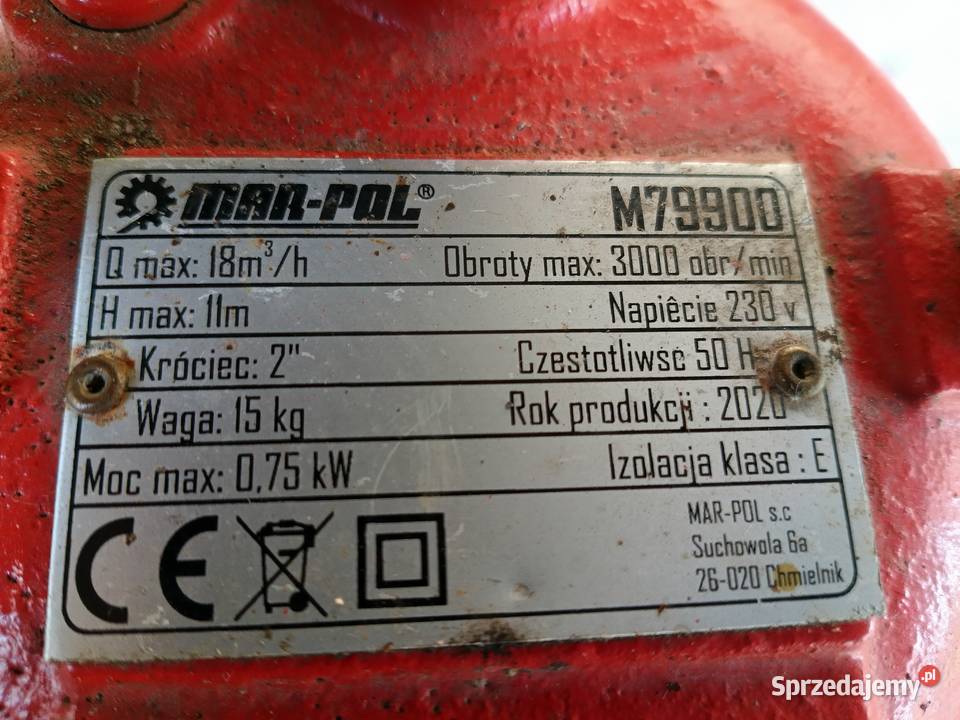 MAR-POL® M79900
Q max: 18m³/h Obroty max: 3000 obr/min
H max: 11m Napiêcie 230 v
Króciec: 2" Czestotliwść 50 H
Waga: 15 kg Rok produkcji : 2020
Moc max: 0,75 kW Izolacja klasa : E
CE
MAR-POL s.c
Suchowola 6a
26-020 Chmielnik
Sprzedajemy.pl